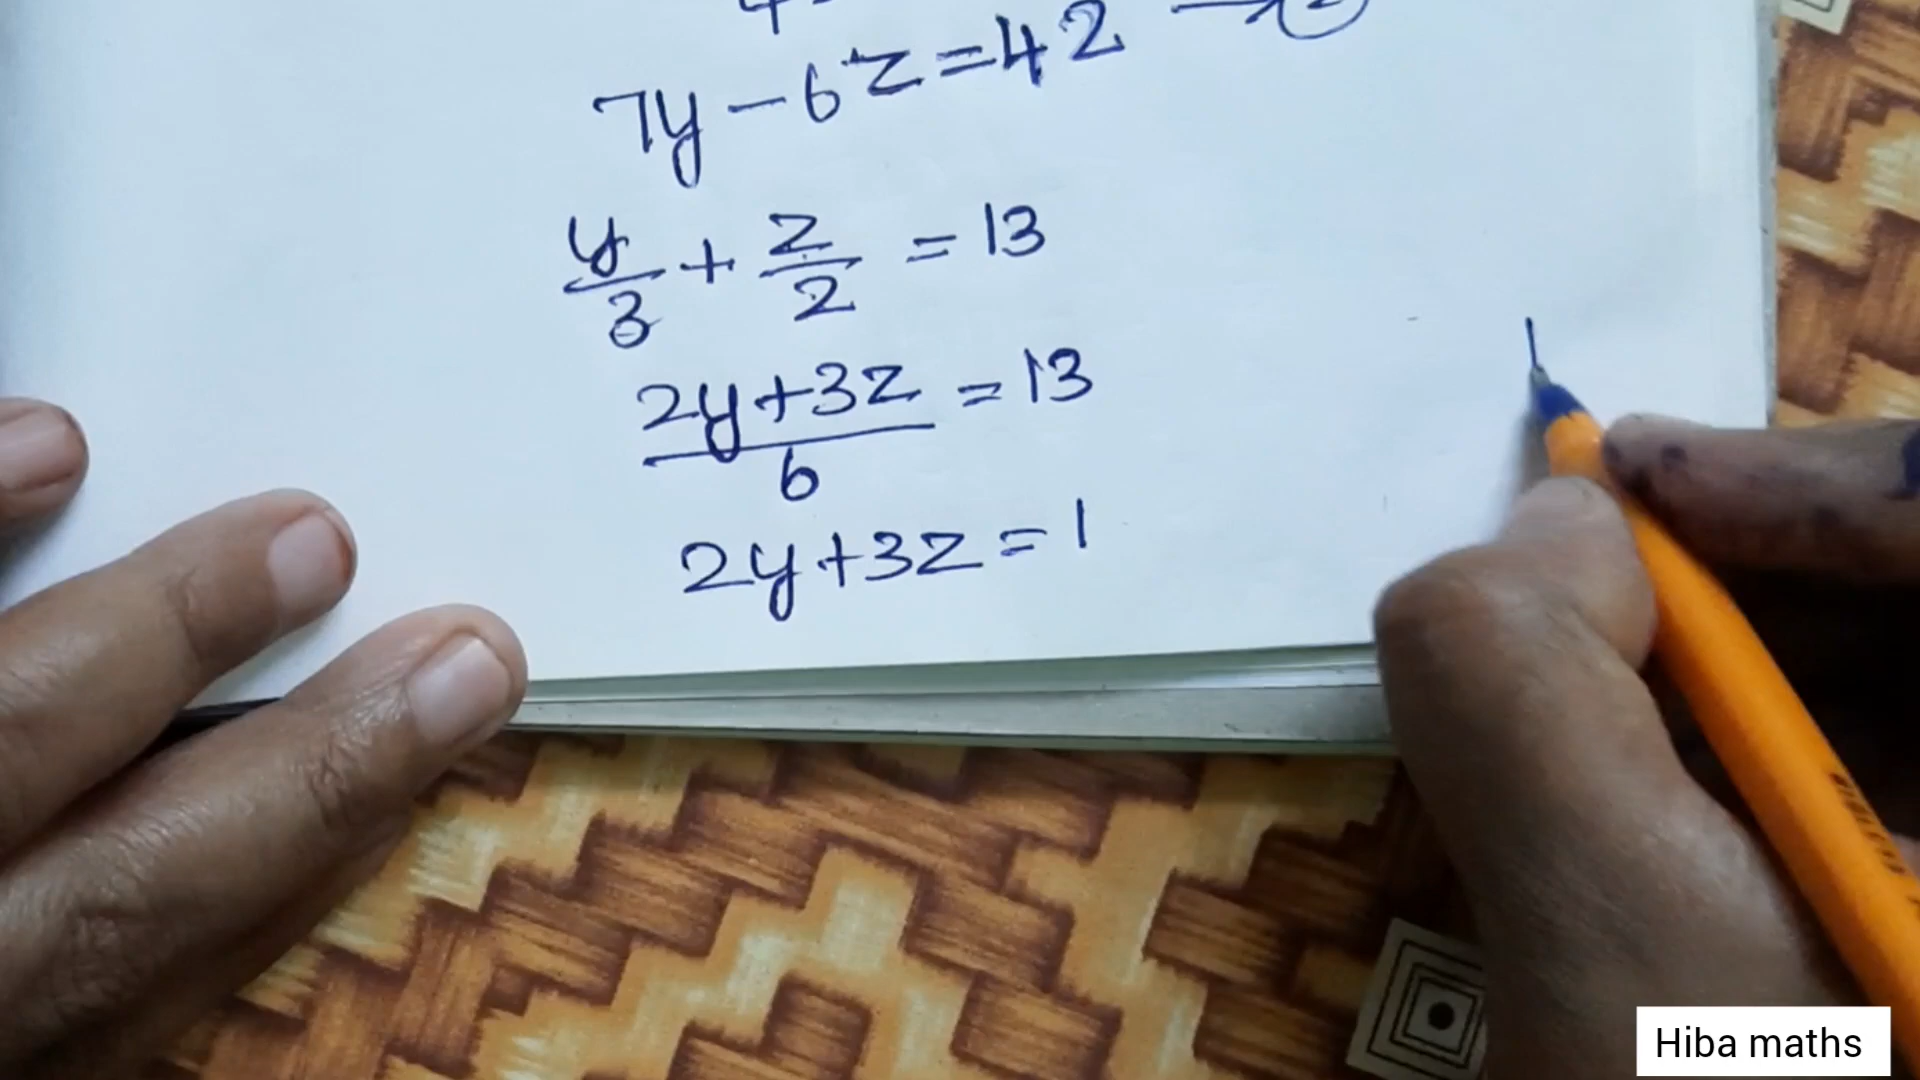 7y - 6z = 42
y/3 + z/2 = 13
(2y + 3z)/6 = 13
2y + 3z = 1
Hiba maths